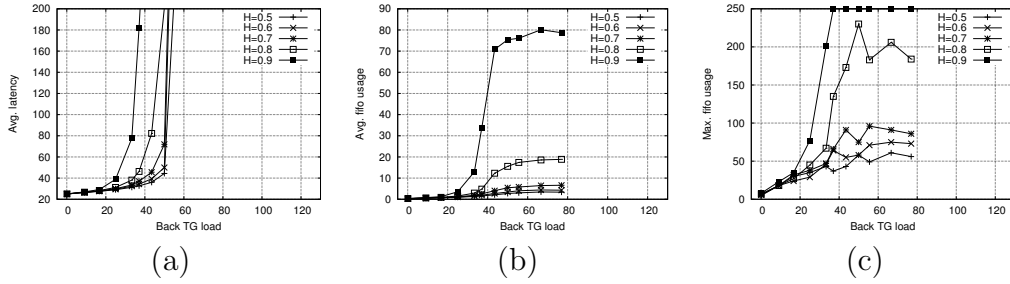 200
180
160
140
120
100
80
60
40
20
0 20 40 60 80 100 120
Avg. latency
Back TG load
H=0.5
H=0.6
H=0.7
H=0.8
H=0.9
(a)
90
80
70
60
50
40
30
20
10
0
0 20 40 60 80 100 120
Avg. fifo usage
Back TG load
H=0.5
H=0.6
H=0.7
H=0.8
H=0.9
(b)
250
200
150
100
50
0
0 20 40 60 80 100 120
Max. fifo usage
Back TG load
H=0.5
H=0.6
H=0.7
H=0.8
H=0.9
(c)